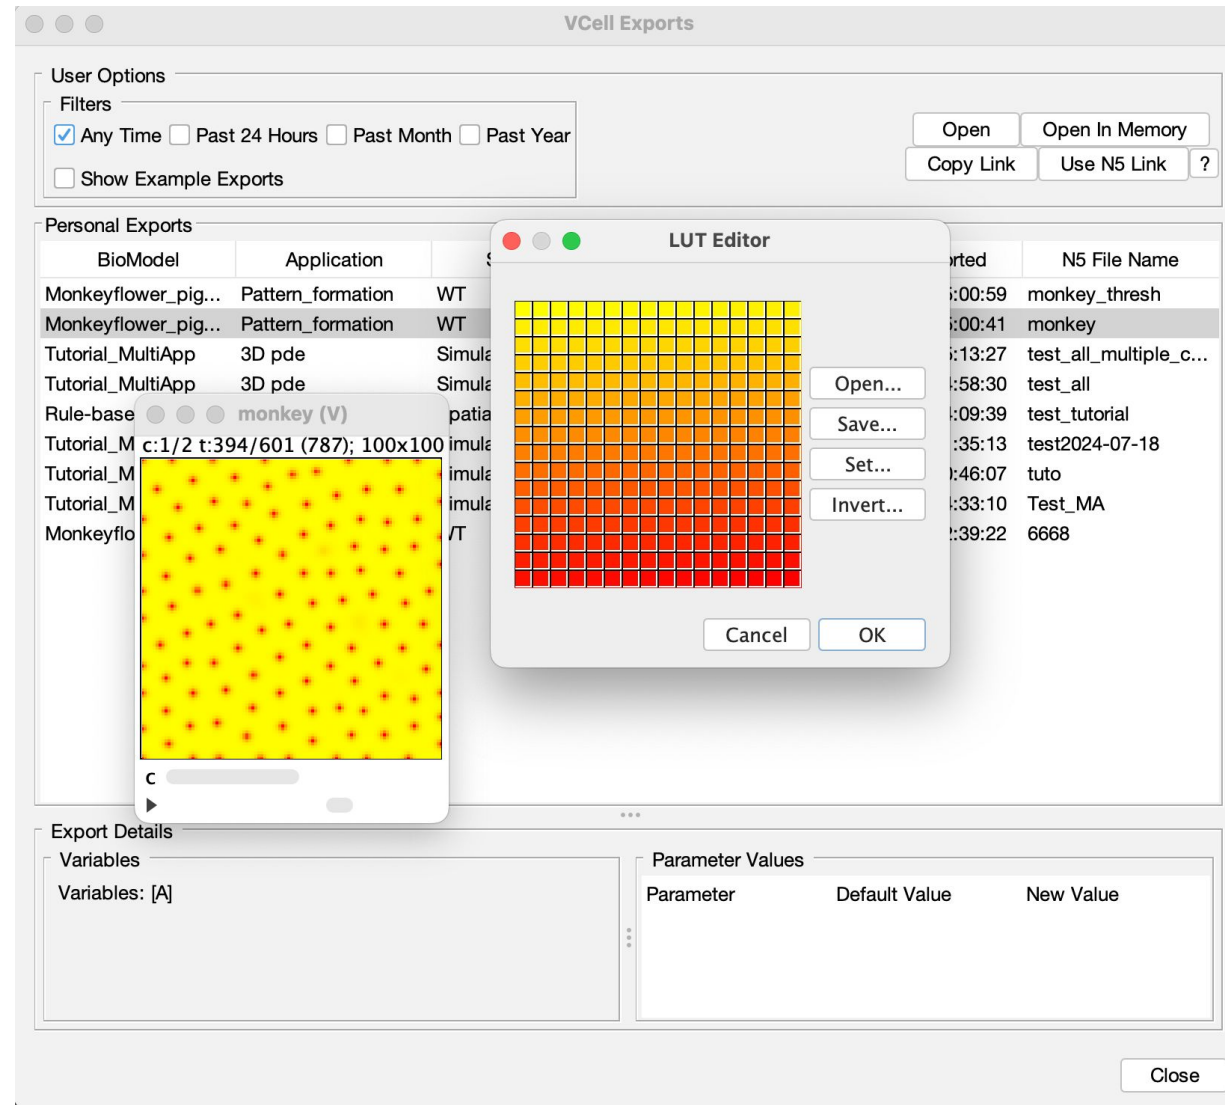 VCell Exports
User Options
Filters
Any Time Past 24 Hours Past Month Past Year
Show Example Exports
Open Open In Memory
Copy Link Use N5 Link ?
Personal Exports
BioModel Application N5 File Name
Monkeyflower_pig... Pattern_formation WT :00:59 monkey_thresh
Monkeyflower_pig... Pattern_formation WT :00:41 monkey
Tutorial_MultiApp 3D pde :13:27 test_all_multiple_c...
Tutorial_MultiApp 3D pde :58:30 test_all
:09:39 test_tutorial
:35:13 test2024-07-18
:46:07 tuto
:33:10 Test_MA
:39:22 6668
LUT Editor
Open...
Save...
Set...
Invert...
Cancel OK
monkey (V)
c:1/2 t:394/601 (787); 100x100
c
Export Details
Variables
Variables: [A]
Parameter Values
Parameter Default Value New Value
Close